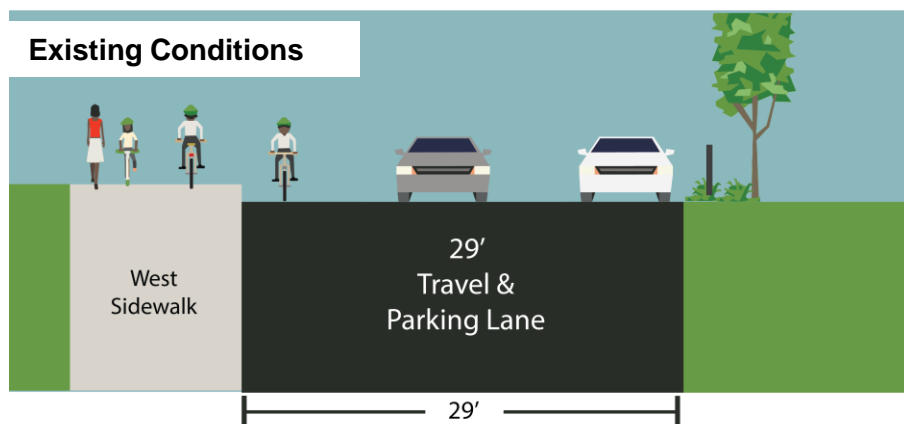 Existing Conditions
West
Sidewalk
29’
Travel &
Parking Lane
29’